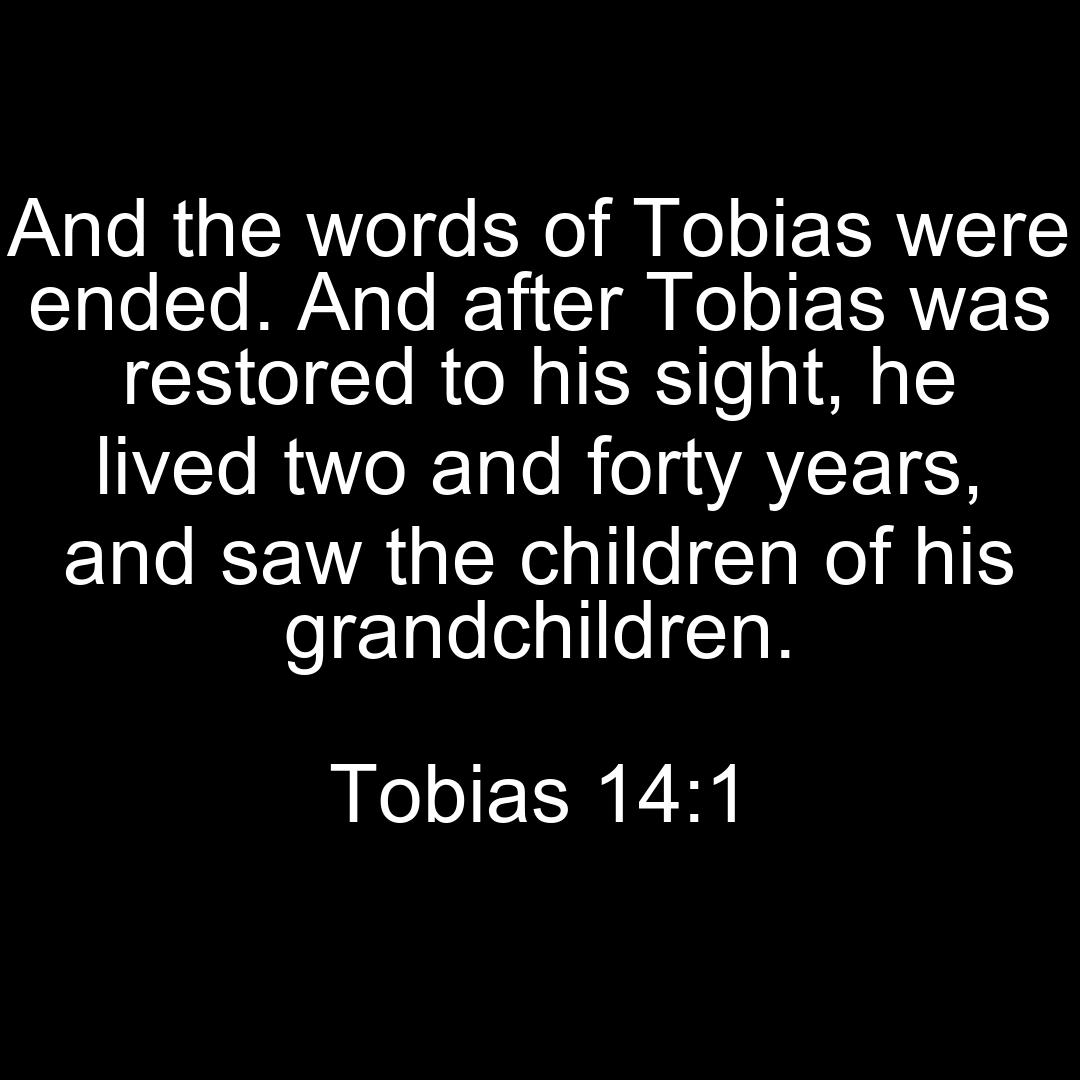 And the words of Tobias were
ended. And after Tobias was
restored to his sight, he
lived two and forty years,
and saw the children of his
grandchildren.
Tobias 14:1